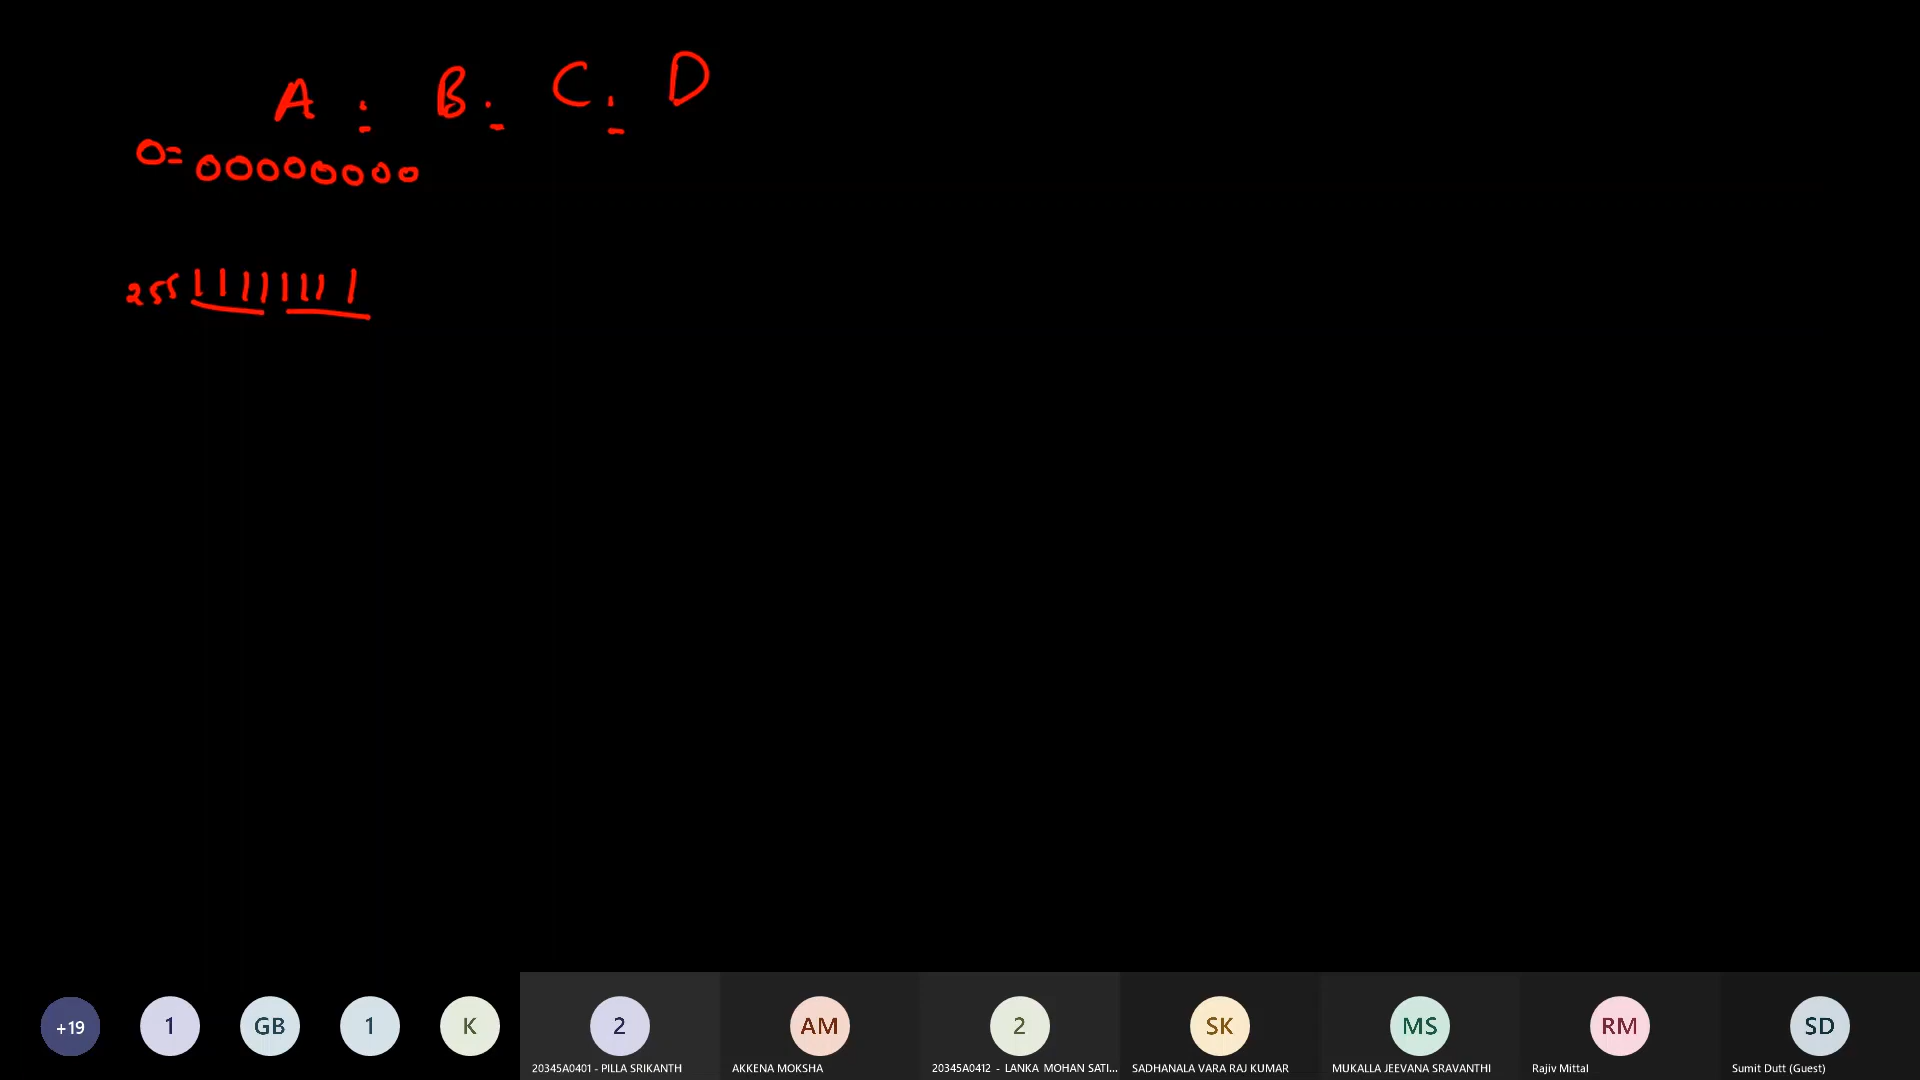 A . B . C . D
0= 00000000
255 11111111
+19 1 GB 1 K 2 AM 2 SK MS RM SD
20345A0401 - PILLA SRIKANTH AKKENA MOKSHA 20345A0412 - LANKA MOHAN SATI... SADHANALA VARA RAJ KUMAR MUKALLA JEEVANA SRAVANTHI Rajiv Mittal Sumit Dutt (Guest)